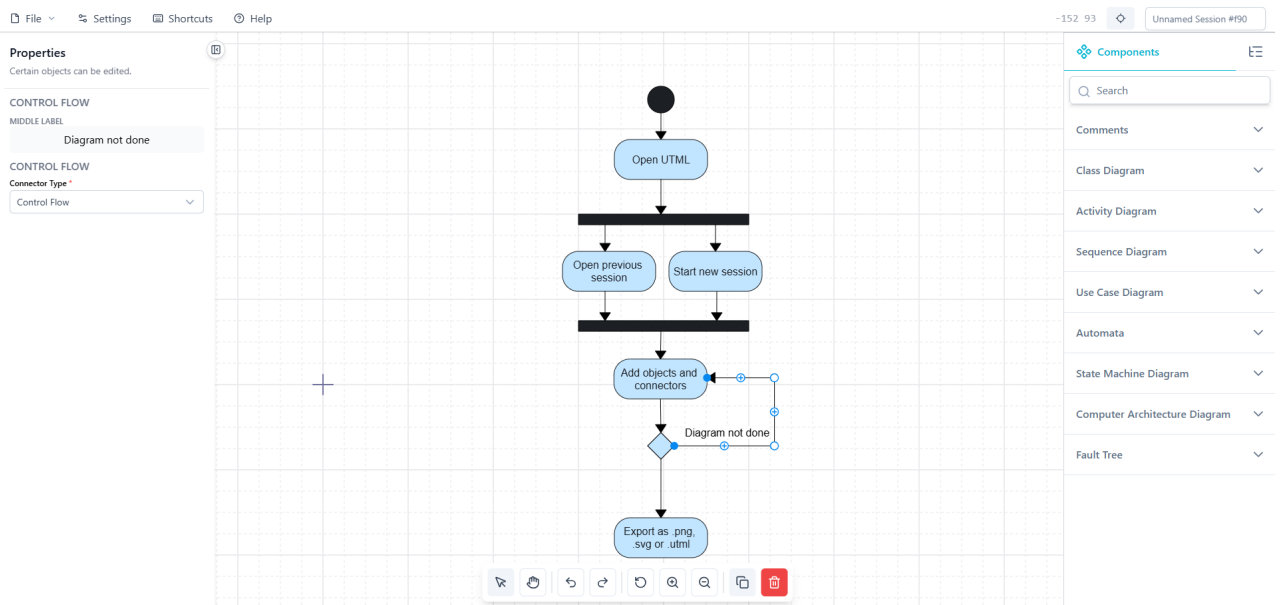 File
Settings
Shortcuts
Help
-152 93
Unnamed Session #f90
Properties
Certain objects can be edited.
CONTROL FLOW
MIDDLE LABEL
Diagram not done
CONTROL FLOW
Connector Type *
Control Flow
Open UTML
Open previous
session
Start new session
Add objects and
connectors
Diagram not done
Export as .png,
.svg or .utml
Components
Search
Comments
Class Diagram
Activity Diagram
Sequence Diagram
Use Case Diagram
Automata
State Machine Diagram
Computer Architecture Diagram
Fault Tree